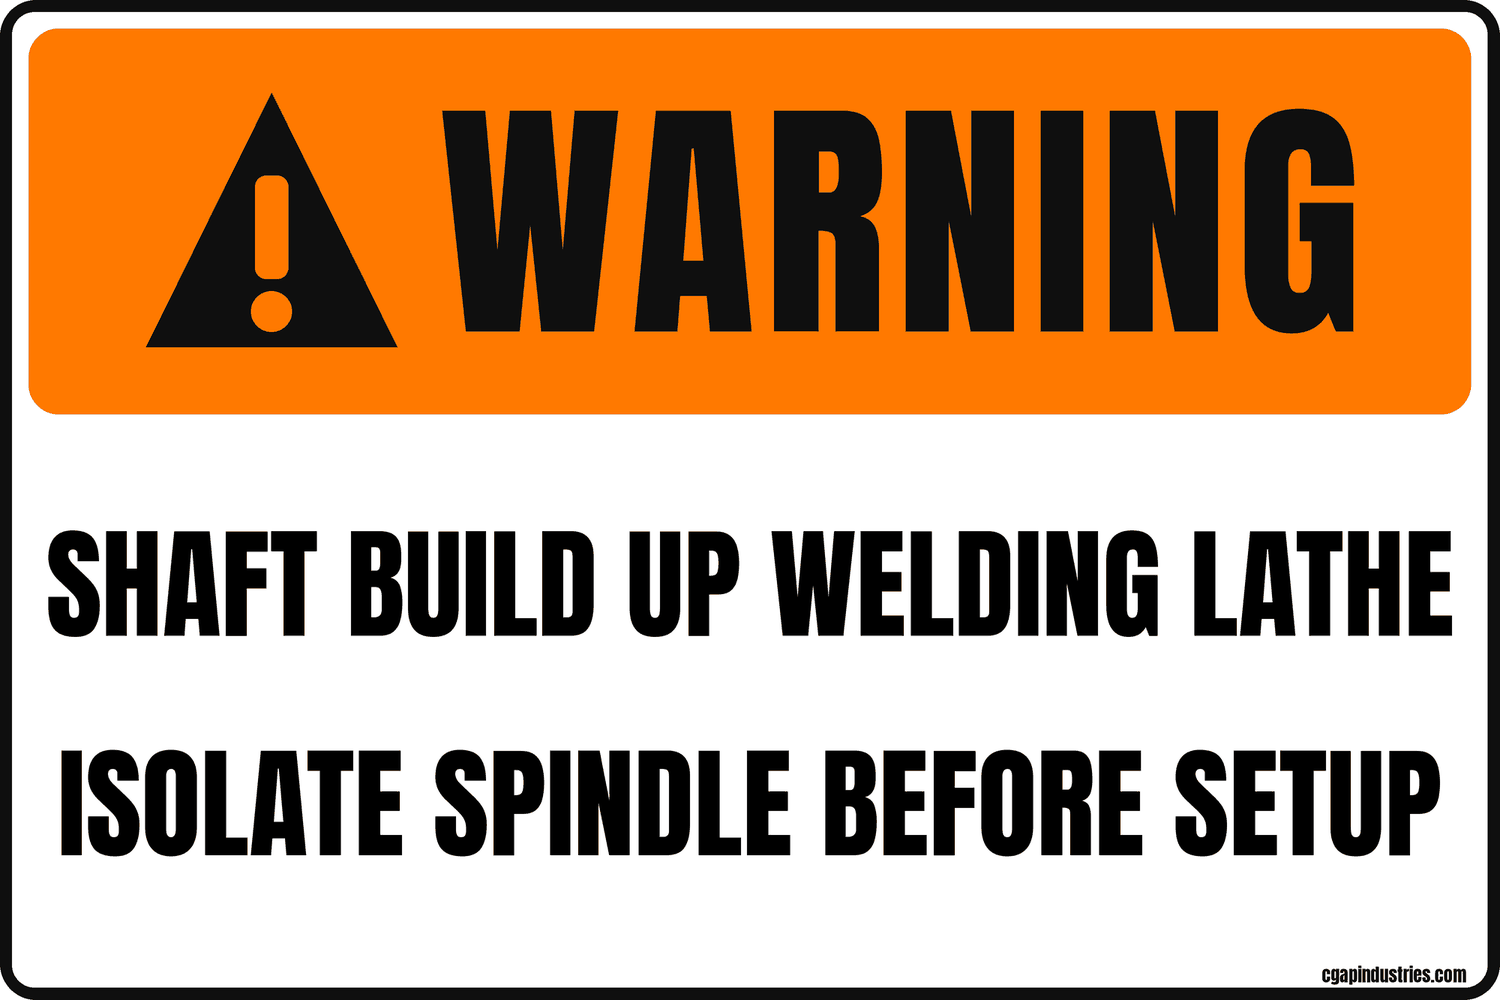 WARNING
SHAFT BUILD UP WELDING LATHE
ISOLATE SPINDLE BEFORE SETUP
cgapindustries.com